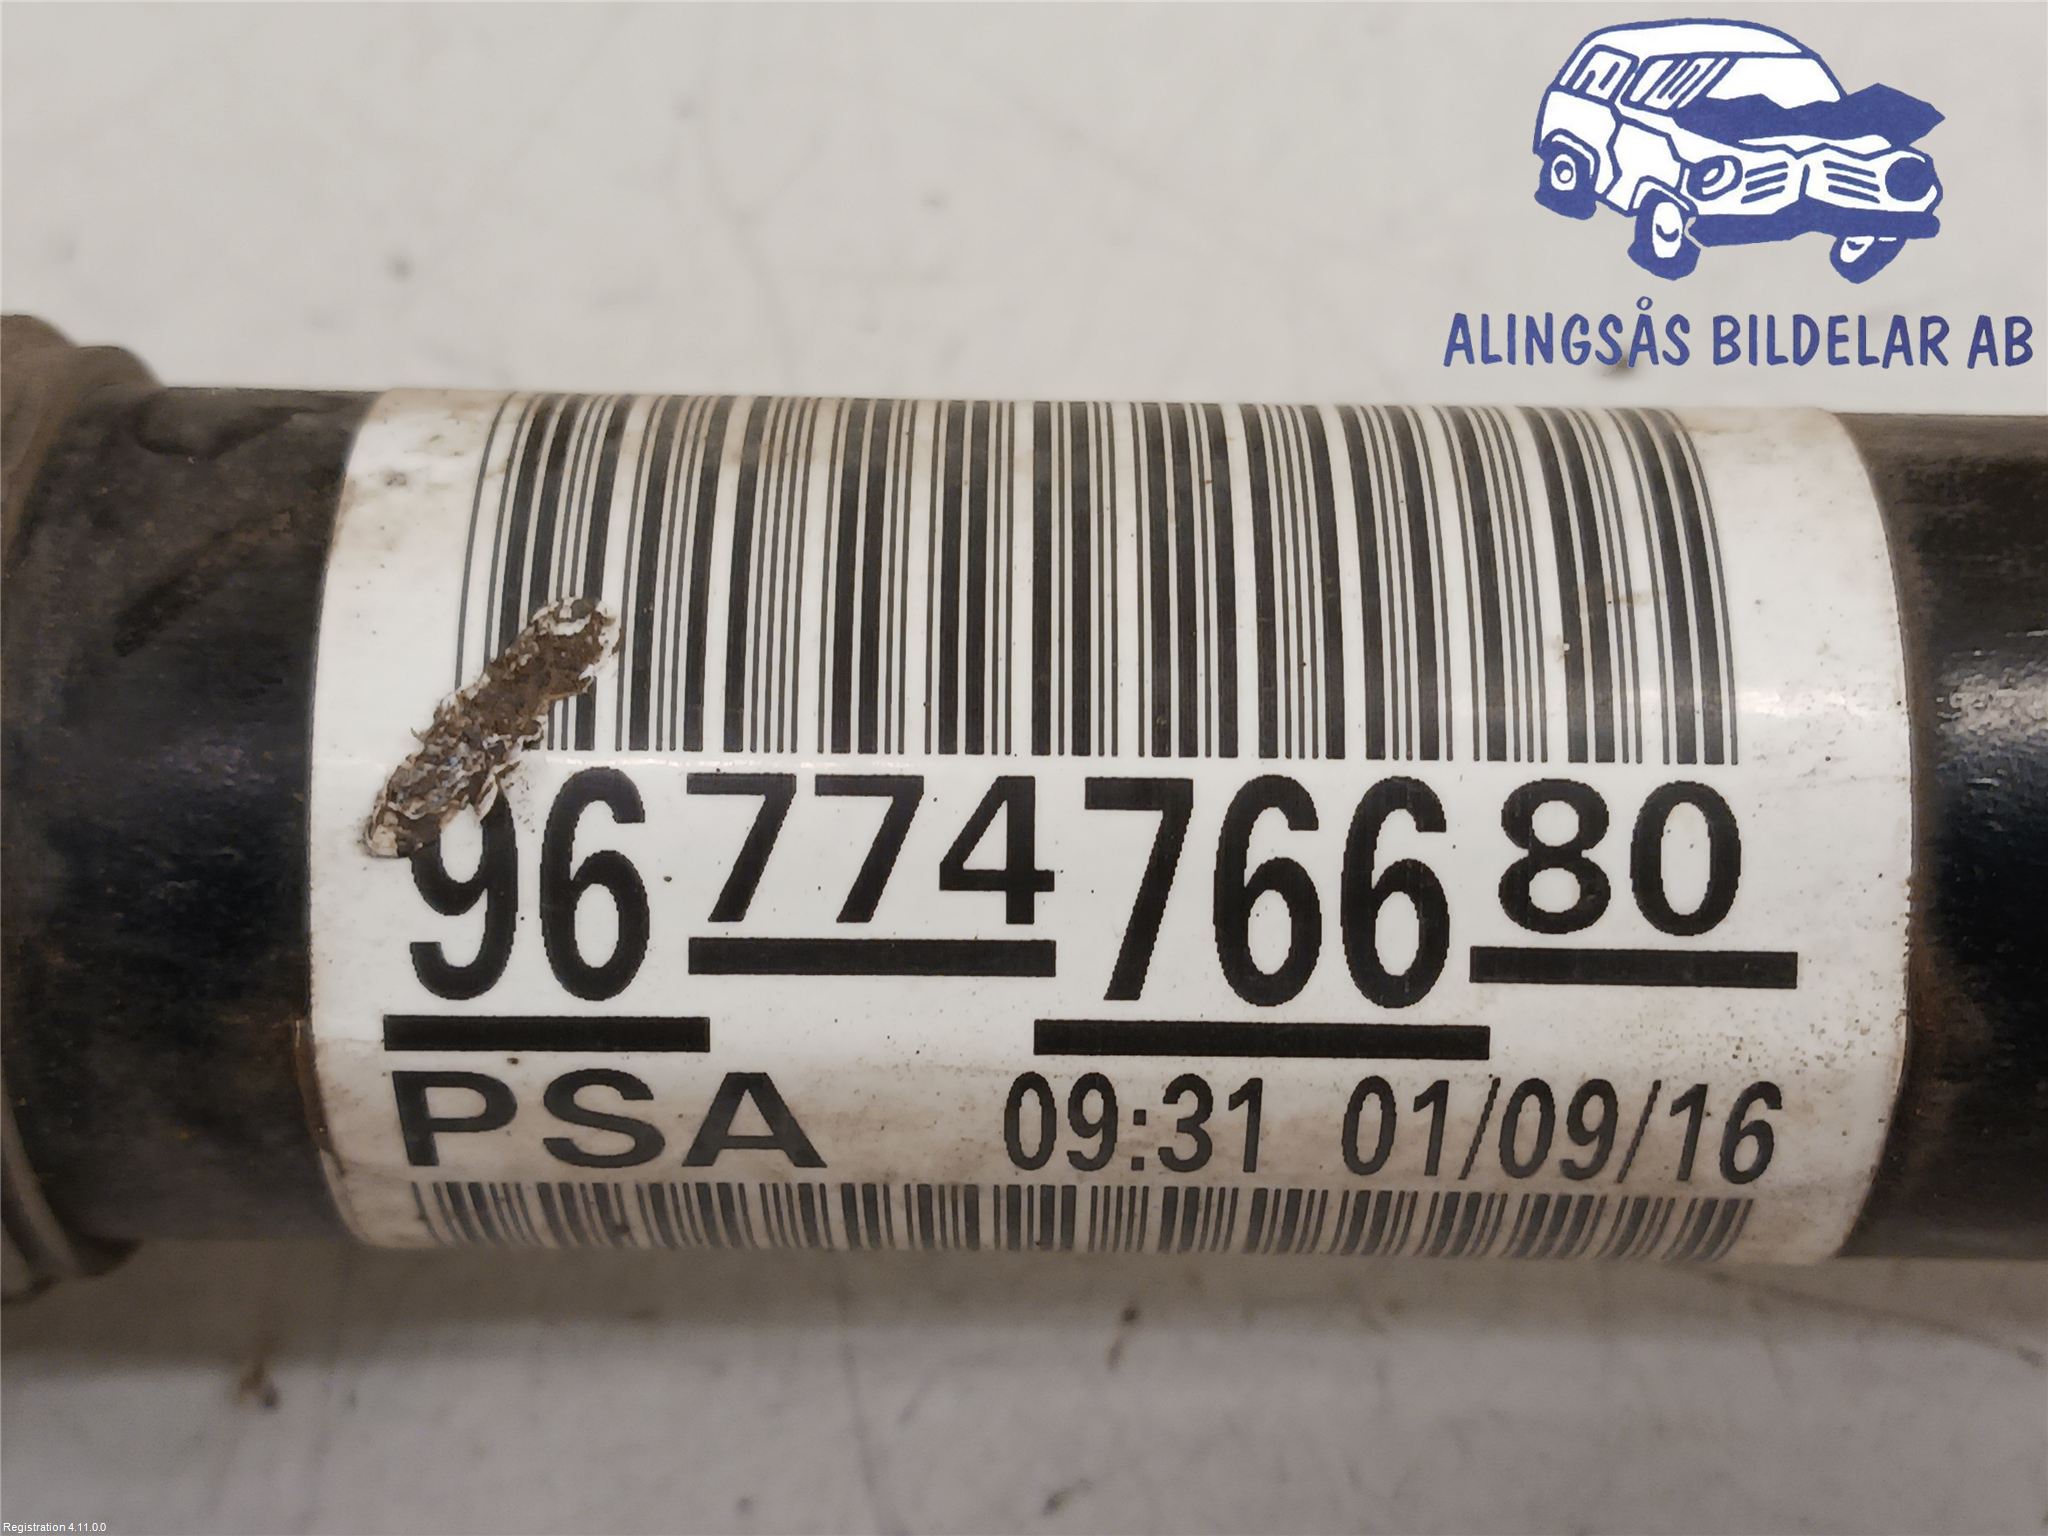 ALINGSÅS BILDELAR AB
9677476680
PSA 09:31 01/09/16
Registration 4.11.0.0